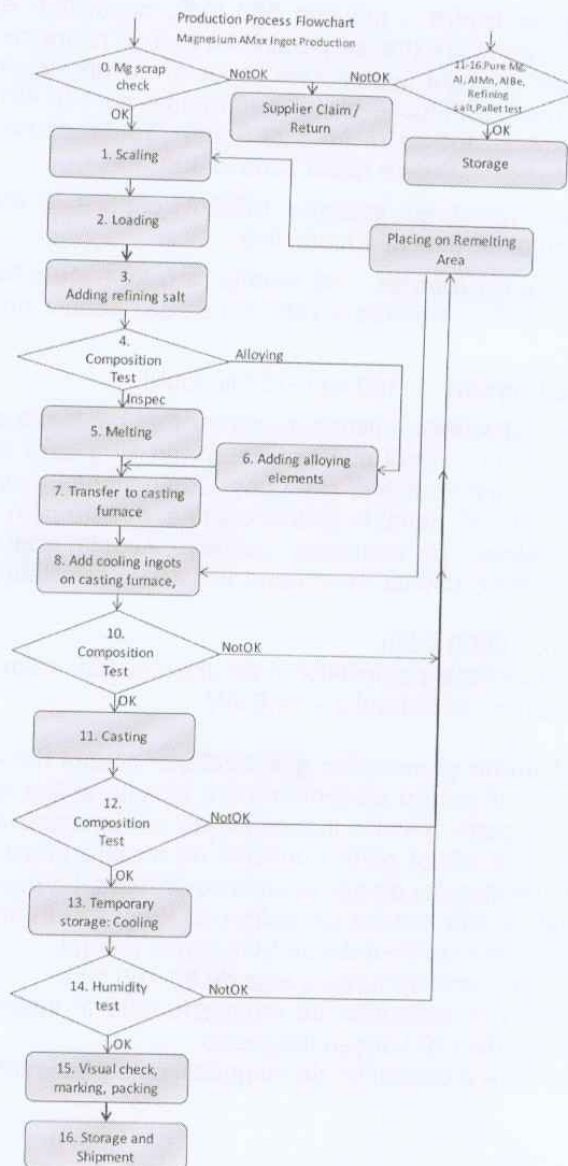 Production Process Flowchart
Magnesium AMxx Ingot Production
0. Mg scrap
check
NotOK
NotOK
11-16.Pure Mg,
Al, AlMn, AlBe,
Refining
salt, Pallet test
OK
Supplier Claim /
Return
OK
Storage
1. Scaling
2. Loading
Placing on Remelting
Area
3.
Adding refining salt
4.
Composition
Test
Alloying
Inspec
5. Melting
6. Adding alloying
elements
7. Transfer to casting
furnace
8. Add cooling ingots
on casting furnace,
10.
Composition
Test
NotOK
OK
11. Casting
12.
Composition
Test
NotOK
OK
13. Temporary
storage: Cooling
14. Humidity
test
NotOK
OK
15. Visual check,
marking, packing
16. Storage and
Shipment